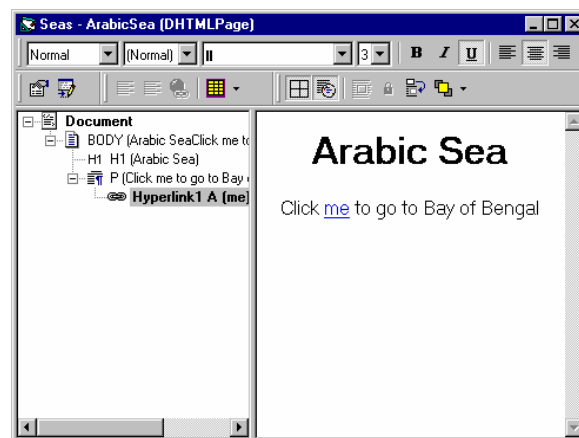 Seas - ArabicSea (DHTMLPage)
Normal (Normal) 3 B I U
Document
BODY (Arabic SeaClick me to
H1 H1 (Arabic Sea)
P (Click me to go to Bay
Hyperlink1 A (me)
Arabic Sea
Click me to go to Bay of Bengal